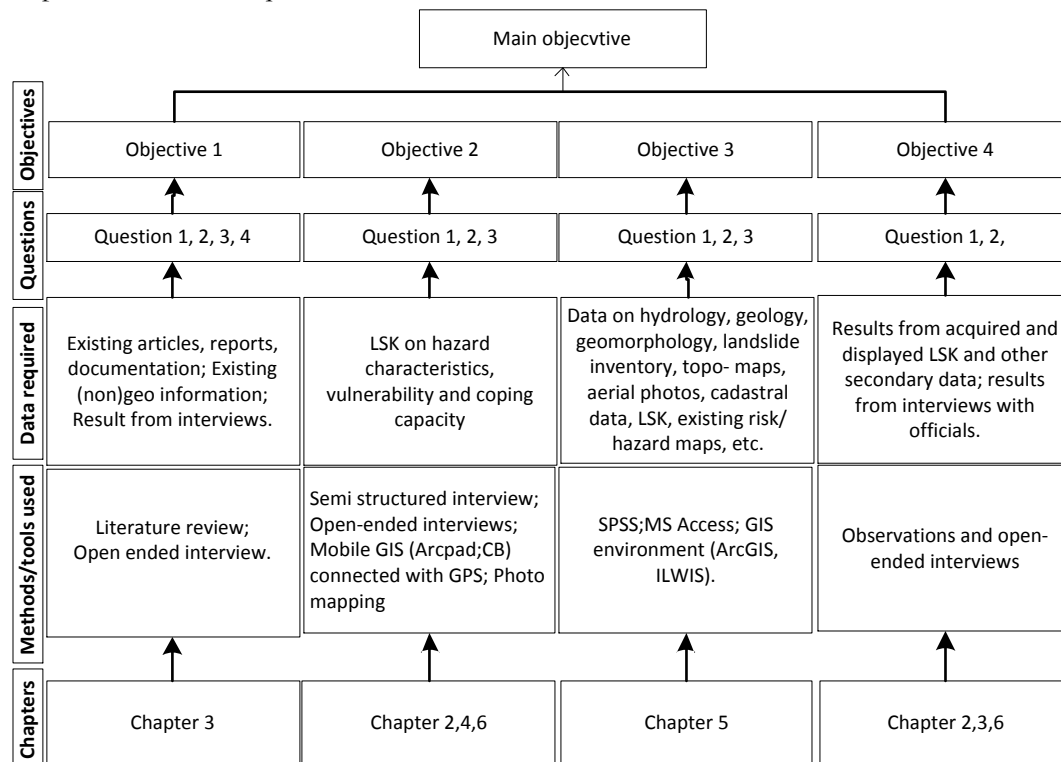 Main objecvtive
Objectives
Objective 1
Objective 2
Objective 3
Objective 4
Questions
Question 1, 2, 3, 4
Question 1, 2, 3
Question 1, 2, 3
Question 1, 2,
Data required
Existing articles, reports,
documentation; Existing
(non)geo information;
Result from interviews.
LSK on hazard
characteristics,
vulnerability and coping
capacity
Data on hydrology, geology,
geomorphology, landslide
inventory, topo- maps,
aerial photos, cadastral
data, LSK, existing risk/
hazard maps, etc.
Results from acquired and
displayed LSK and other
secondary data; results
from interviews with
officials.
Methods/tools used
Literature review;
Open ended interview.
Semi structured interview;
Open-ended interviews;
Mobile GIS (Arcpad;CB)
connected with GPS; Photo
mapping
SPSS;MS Access; GIS
environment (ArcGIS,
ILWIS).
Observations and open-
ended interviews
Chapters
Chapter 3
Chapter 2,4,6
Chapter 5
Chapter 2,3,6